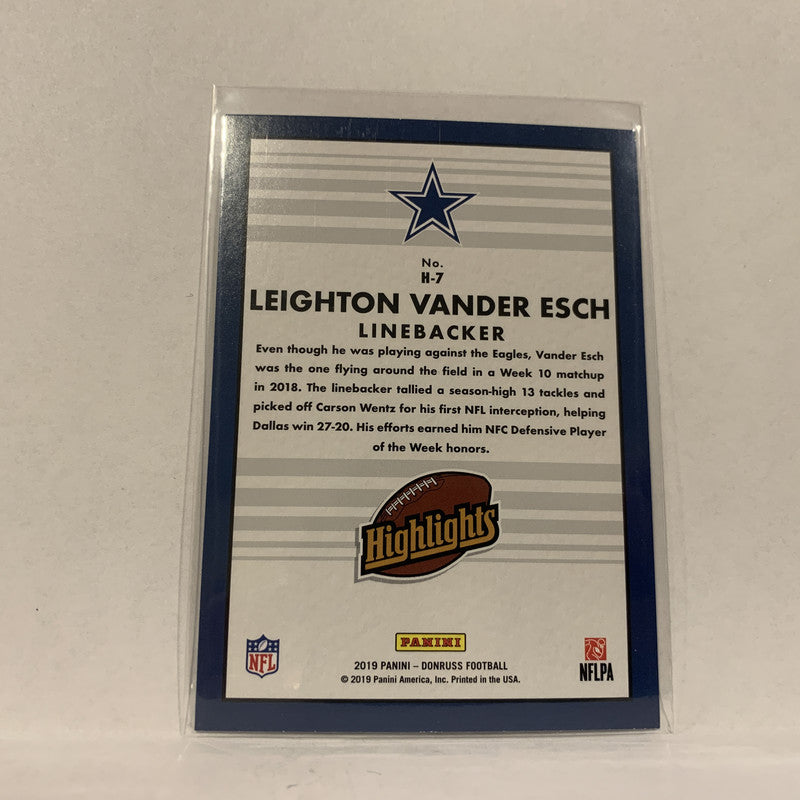 No.
H-7
LEIGHTON VANDER ESCH
LINEBACKER
Even though he was playing against the Eagles, Vander Esch
was the one flying around the field in a Week 10 matchup
in 2018. The linebacker tallied a season-high 13 tackles and
picked off Carson Wentz for his first NFL interception, helping
Dallas win 27-20. His efforts earned him NFC Defensive Player
of the Week honors.
Highlights
PANINI
NFL
2019 PANINI – DONRUSS FOOTBALL
© 2019 Panini America, Inc. Printed in the USA.
NFLPA